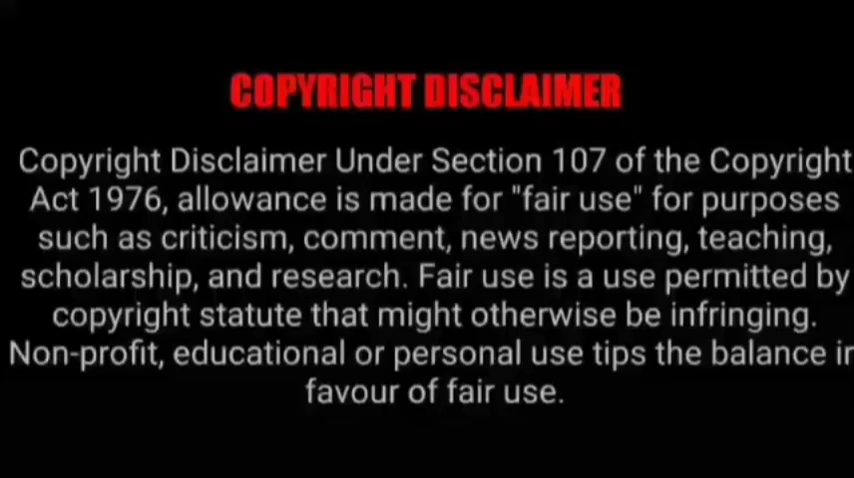 COPYRIGHT DISCLAIMER
Copyright Disclaimer Under Section 107 of the Copyright
Act 1976, allowance is made for "fair use" for purposes
such as criticism, comment, news reporting, teaching,
scholarship, and research. Fair use is a use permitted by
copyright statute that might otherwise be infringing.
Non-profit, educational or personal use tips the balance in
favour of fair use.